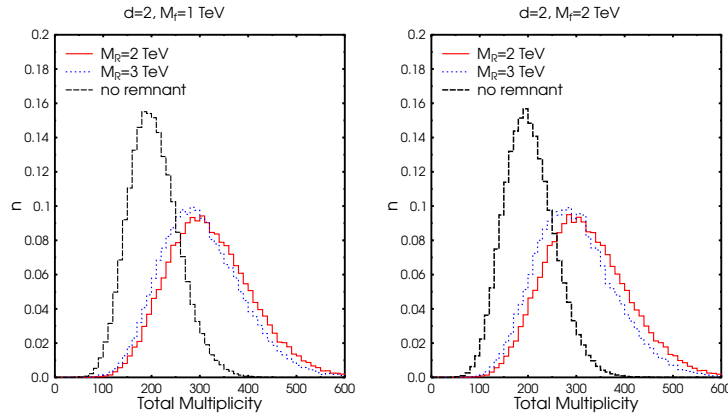 d=2, M_f=1 TeV
0.2
0.18
0.16
0.14
0.12
0.1
0.08
0.06
0.04
0.02
0.0
n
M_R=2 TeV
M_R=3 TeV
no remnant
0 100 200 300 400 500 600
Total Multiplicity
d=2, M_f=2 TeV
0.2
0.18
0.16
0.14
0.12
0.1
0.08
0.06
0.04
0.02
0.0
n
M_R=2 TeV
M_R=3 TeV
no remnant
0 100 200 300 400 500 600
Total Multiplicity